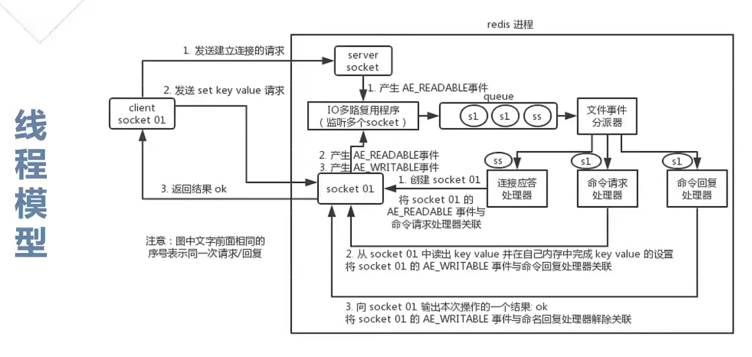 线程模型
redis 进程
1. 发送建立连接的请求
server
socket
1. 产生 AE_READABLE事件
2. 发送 set key value 请求
client
socket 01
IO多路复用程序
（监听多个socket）
queue
s1
s1
ss
文件事件
分派器
2. 产生 AE_READABLE事件
3. 产生 AE_WRITABLE事件
ss
s1
s1
3. 返回结果 ok
socket 01
1. 创建 socket 01
连接应答
处理器
命令请求
处理器
命令回复
处理器
将 socket 01 的
AE_READABLE 事件与
命令请求处理器关联
注意：图中文字前面相同的
序号表示同一次请求/回复
2. 从 socket 01 中读出 key value 并在自己内存中完成 key value 的设置
将 socket 01 的 AE_WRITABLE 事件与命令回复处理器关联
3. 向 socket 01 输出本次操作的一个结果: ok
将 socket 01 的 AE_WRITABLE 事件与命名回复处理器解除关联